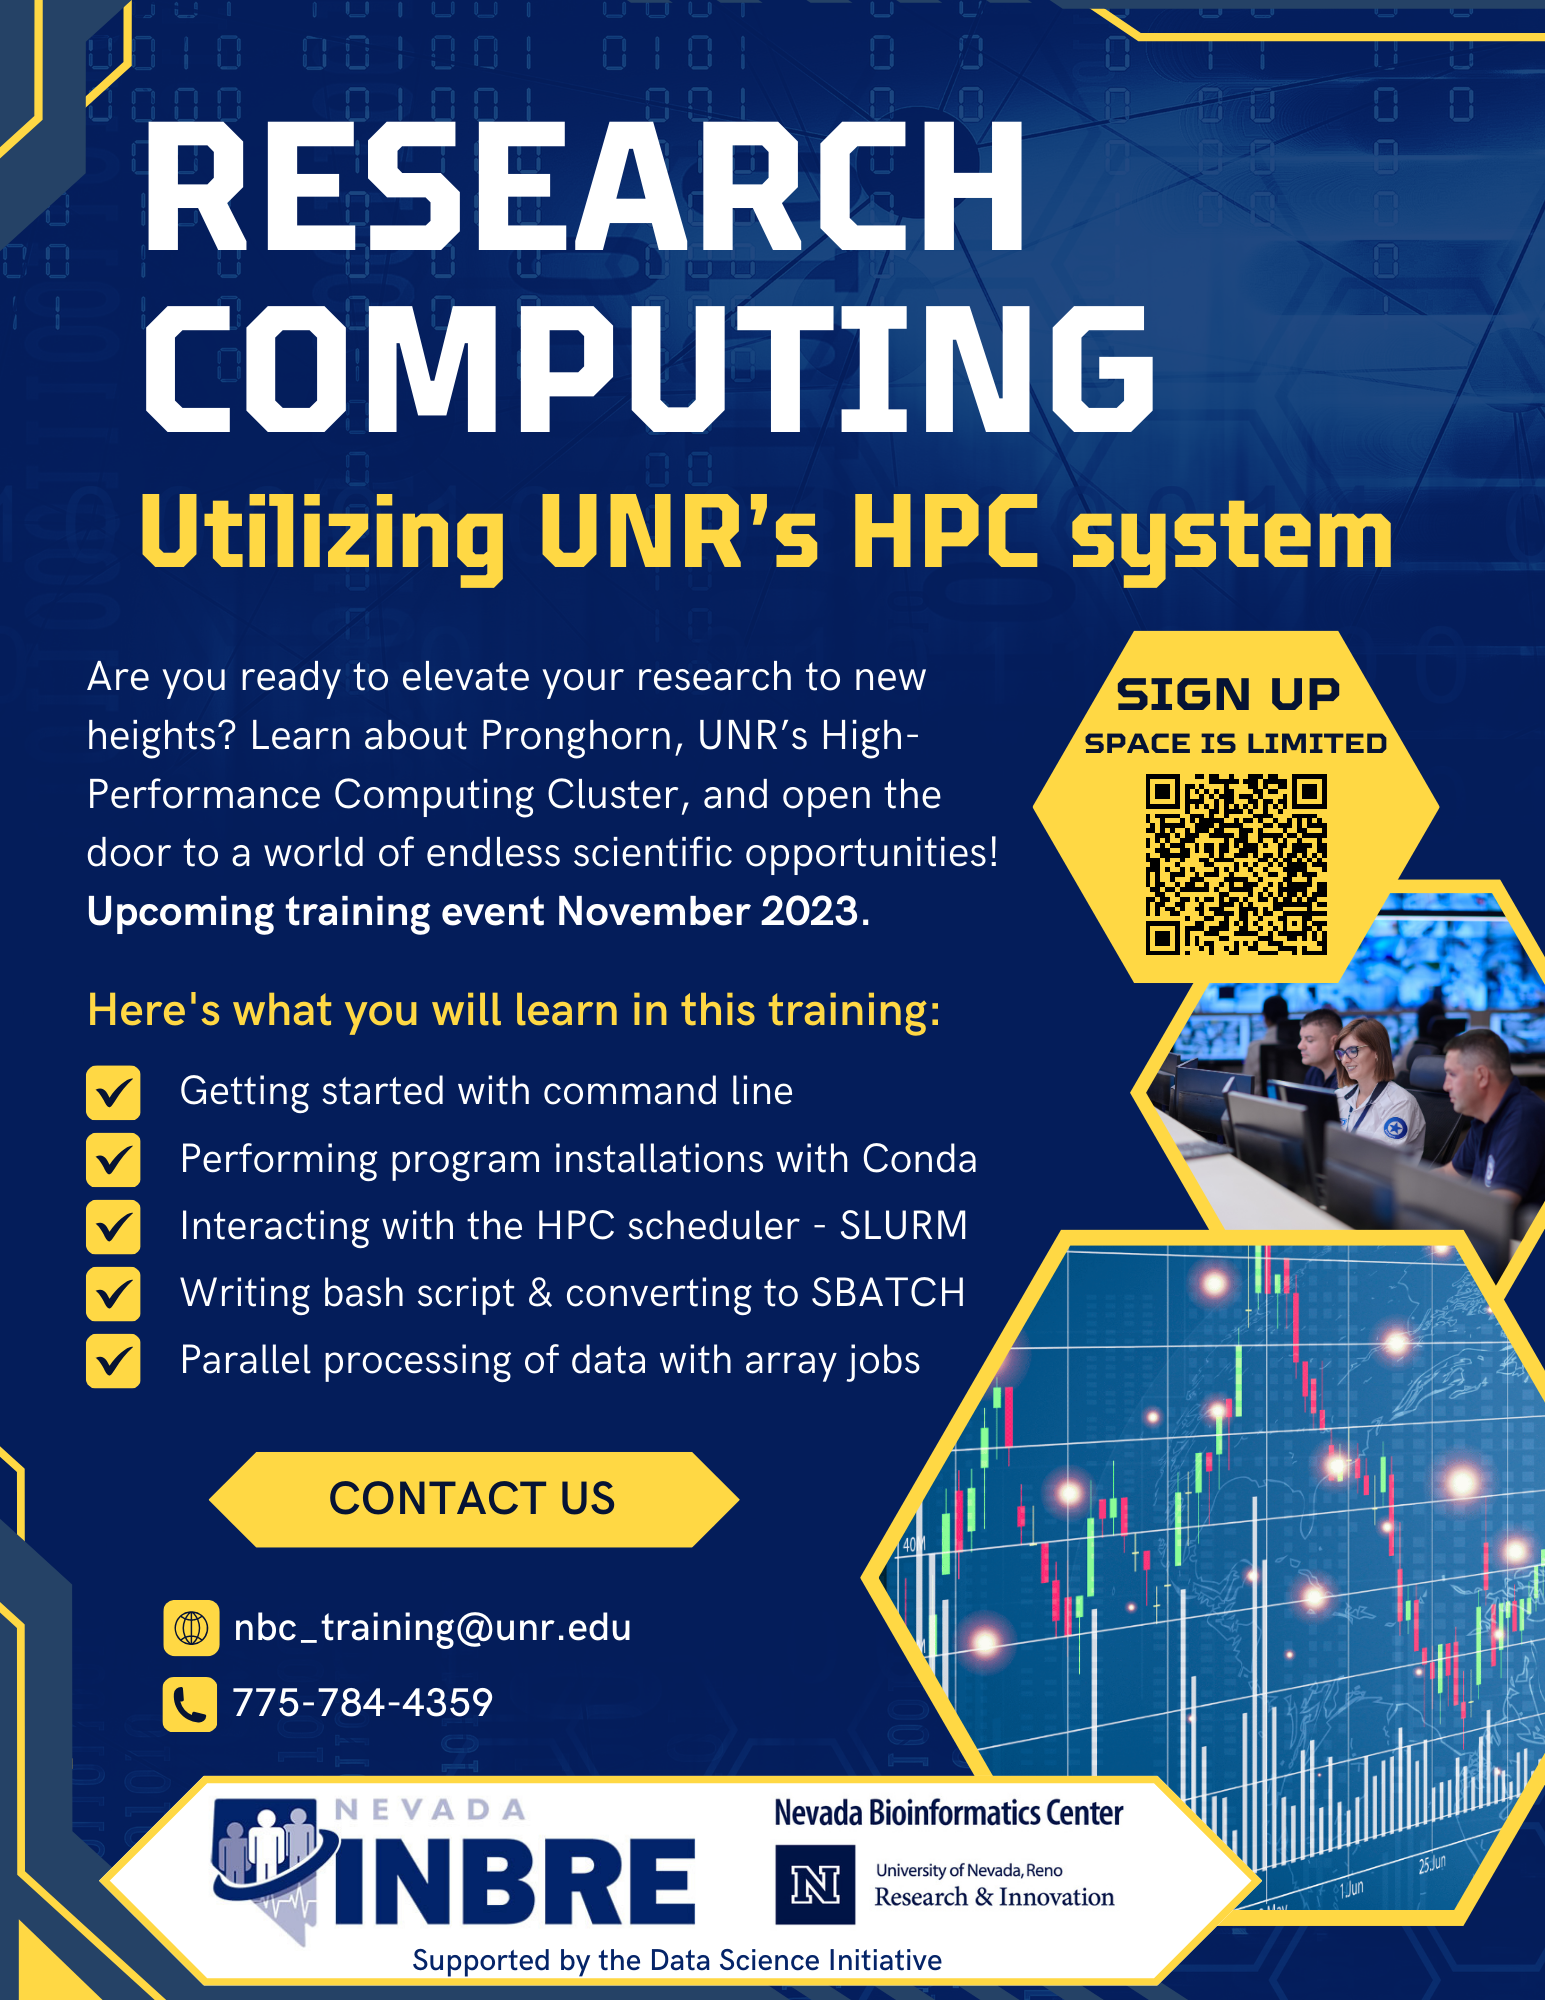 RESEARCH
COMPUTING
Utilizing UNR's HPC system
Are you ready to elevate your research to new
heights? Learn about Pronghorn, UNR's High-
Performance Computing Cluster, and open the
door to a world of endless scientific opportunities!
Upcoming training event November 2023.
SIGN UP
SPACE IS LIMITED
Here's what you will learn in this training:
Getting started with command line
Performing program installations with Conda
Interacting with the HPC scheduler - SLURM
Writing bash script & converting to SBATCH
Parallel processing of data with array jobs
CONTACT US
nbc_training@unr.edu
775-784-4359
40M
1.Jun
25.Jun
NEVADA
INBRE
Nevada Bioinformatics Center
N
University of Nevada, Reno
Research & Innovation
Supported by the Data Science Initiative